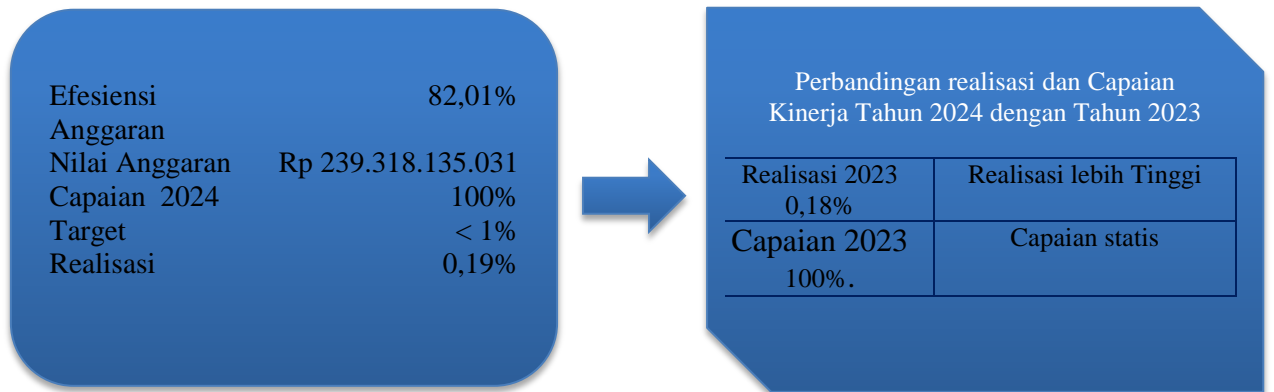 Efesiensi 82,01%
Anggaran
Nilai Anggaran Rp 239.318.135.031
Capaian 2024 100%
Target < 1%
Realisasi 0,19%
Perbandingan realisasi dan Capaian
Kinerja Tahun 2024 dengan Tahun 2023
Realisasi 2023 Realisasi lebih Tinggi
0,18%
Capaian 2023 Capaian statis
100%.